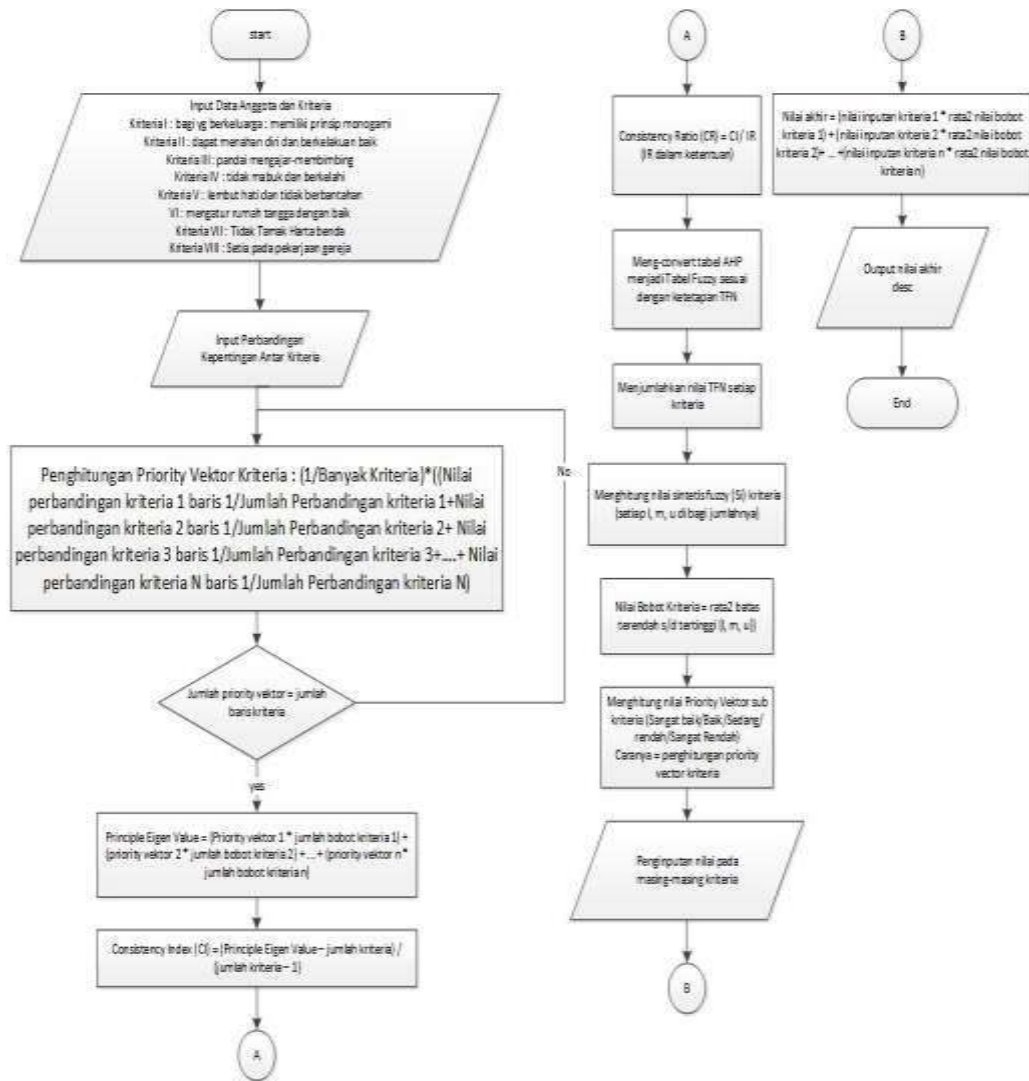 start
Input Data Anggota dan Kriteria
Kriteria I : bagi yg berkeluarga : memiliki prinsip monogami
Kriteria II : dapat menahan diri dan berkelakuan baik
Kriteria III : pandai mengajar-membimbing
Kriteria IV : tidak mabuk dan berkelahi
Kriteria V : lembut hati dan tidak berbantahan
VI : mengatur rumah tangga dengan baik
Kriteria VII : Tidak Tamak Harta benda
Kriteria VIII : Setia pada pekerjaan gereja
Input Perbandingan
Kepentingan Antar Kriteria
Penghitungan Priority Vektor Kriteria : (1/Banyak Kriteria)*((Nilai
perbandingan kriteria 1 baris 1/Jumlah Perbandingan kriteria 1+Nilai
perbandingan kriteria 2 baris 1/Jumlah Perbandingan kriteria 2+ Nilai
perbandingan kriteria 3 baris 1/Jumlah Perbandingan kriteria 3+....+ Nilai
perbandingan kriteria N baris 1/Jumlah Perbandingan kriteria N)
No
Jumlah priority vektor = jumlah
baris kriteria
yes
Principle Eigen Value = (Priority vektor 1 * jumlah bobot kriteria 1) +
(priority vektor 2 * jumlah bobot kriteria 2) + .... + (priority vektor n *
jumlah bobot kriteria n)
Consistency Index (CI) = (Principle Eigen Value – jumlah kriteria) /
(jumlah kriteria – 1)
A
A
Consistency Ratio (CR) = CI / IR
(IR dalam ketentuan)
Meng-convert tabel AHP
menjadi Tabel Fuzzy sesuai
dengan ketetapan TFN
Menjumlahkan nilai TFN setiap
kriteria
Menghitung nilai sintetis fuzzy (Si) kriteria
(setiap l, m, u di bagi jumlahnya)
Nilai Bobot Kriteria = rata2 batas
terendah s/d tertinggi (l, m, u))
Menghitung nilai Priority Vektor sub
kriteria (Sangat baik/Baik/Sedang/
rendah/Sangat Rendah)
Caranya = penghitungan priority
vector kriteria
Penginputan nilai pada
masing-masing kriteria
B
B
Nilai akhir = (nilai inputan kriteria 1 * rata2 nilai bobot
kriteria 1) + (nilai inputan kriteria 2 * rata2 nilai bobot
kriteria 2)+ ... +(nilai inputan kriteria n * rata2 nilai bobot
kriteria n)
Output nilai akhir
desc
End